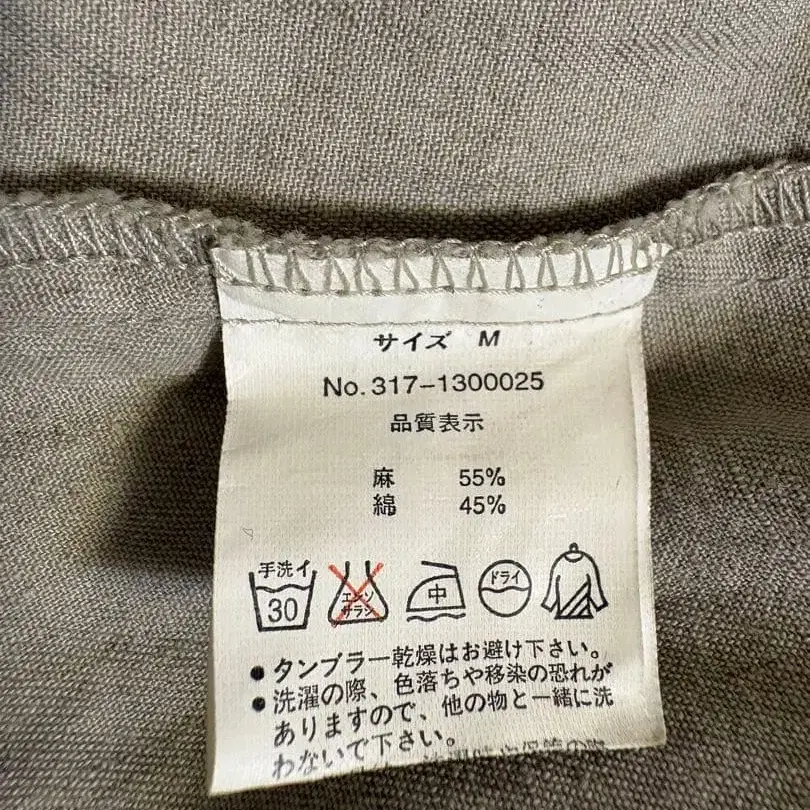 サイズ M
No.317-1300025
品質表示
麻 55%
綿 45%
手洗イ 30 エンソサラシ 中 ドライ
●タンブラー乾燥はお避け下さい。
●洗濯の際、色落ちや移染の恐れが
ありますので、他の物と一緒に洗
わないで下さい。